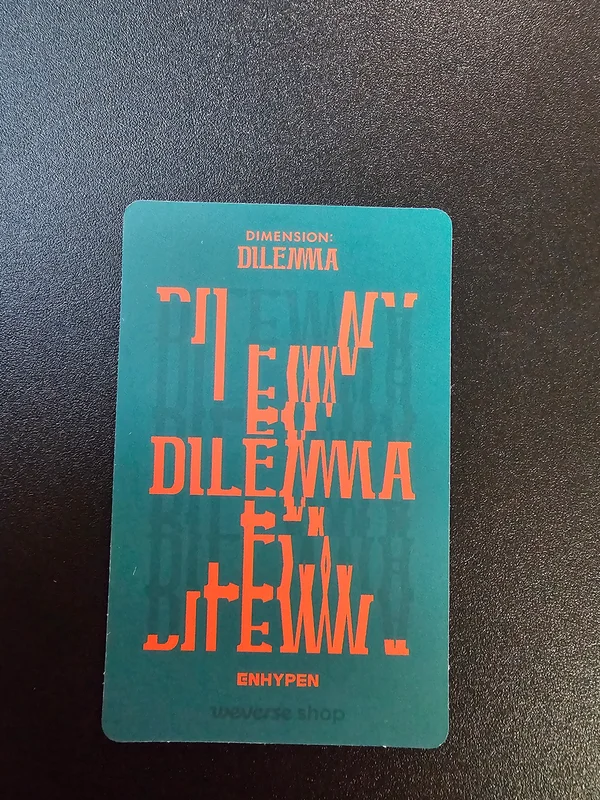 DIMENSION:
DILEMMA
DILEMMA
ENHYPEN
weverse shop